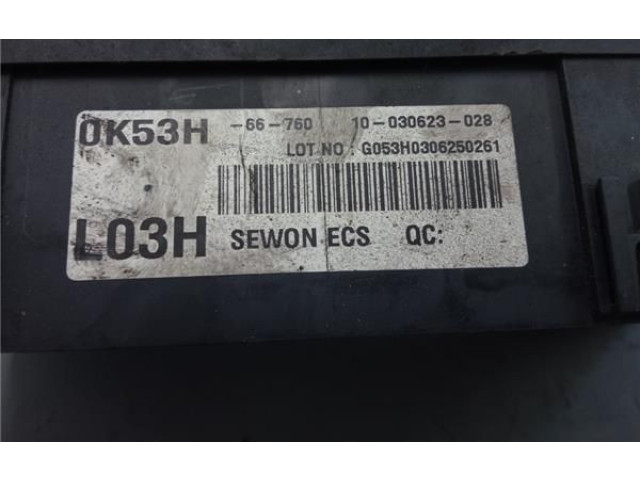 0K53H -66-760 10-030623-028
LOT NO : G053H0306250261
L03H SEWON ECS QC: